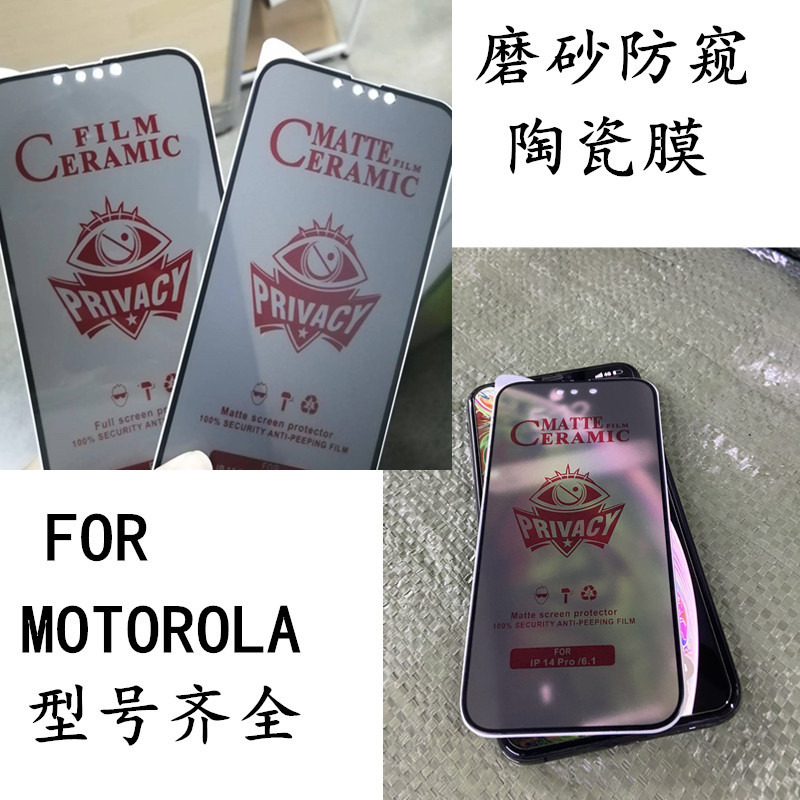 磨砂防窥
陶瓷膜
FILM
CERAMIC
PRIVACY
Full screen pr
100% SECURITY ANTI-PEEPING FILM
MATTE FILM
CERAMIC
PRIVACY
Matte screen protector
100% SECURITY ANTI-PEEPING FILM
FOR
MATTE FILM
CERAMIC
PRIVACY
Matte screen protector
100% SECURITY ANTI-PEEPING FILM
FOR
IP 14 Pro /6.1
FOR
MOTOROLA
型号齐全